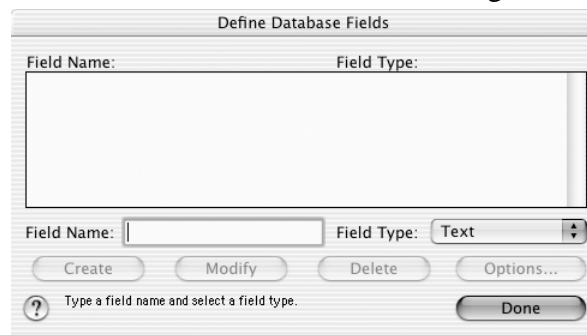 Define Database Fields
Field Name: Field Type:
Field Name: Field Type: Text
Create Modify Delete Options...
? Type a field name and select a field type. Done